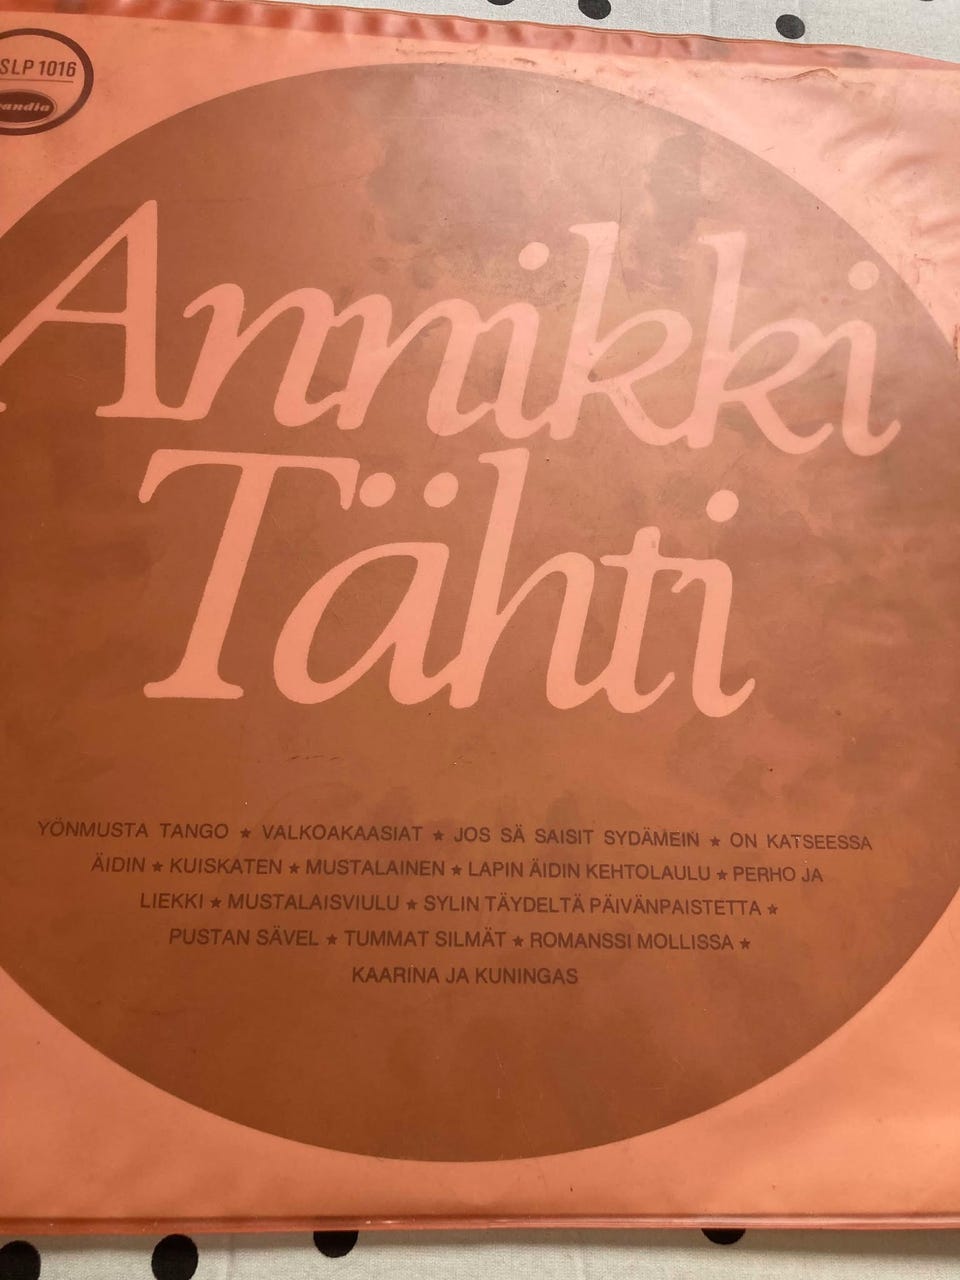 SLP 1016
Annikki
Tähti
YÖNMUSTA TANGO ★ VALKOAKAASIAT ★ JOS SÄ SAISIT SYDÄMEIN ★ ON KATSEESSA
ÄIDIN ★ KUISKATEN ★ MUSTALAINEN ★ LAPIN ÄIDIN KEHTOLAULU ★ PERHO JA
LIEKKI ★ MUSTALAISVIULU ★ SYLIN TÄYDELTÄ PÄIVÄNPAISTETTA ★
PUSTAN SÄVEL ★ TUMMAT SILMÄT ★ ROMANSSI MOLLISSA ★
KAARINA JA KUNINGAS